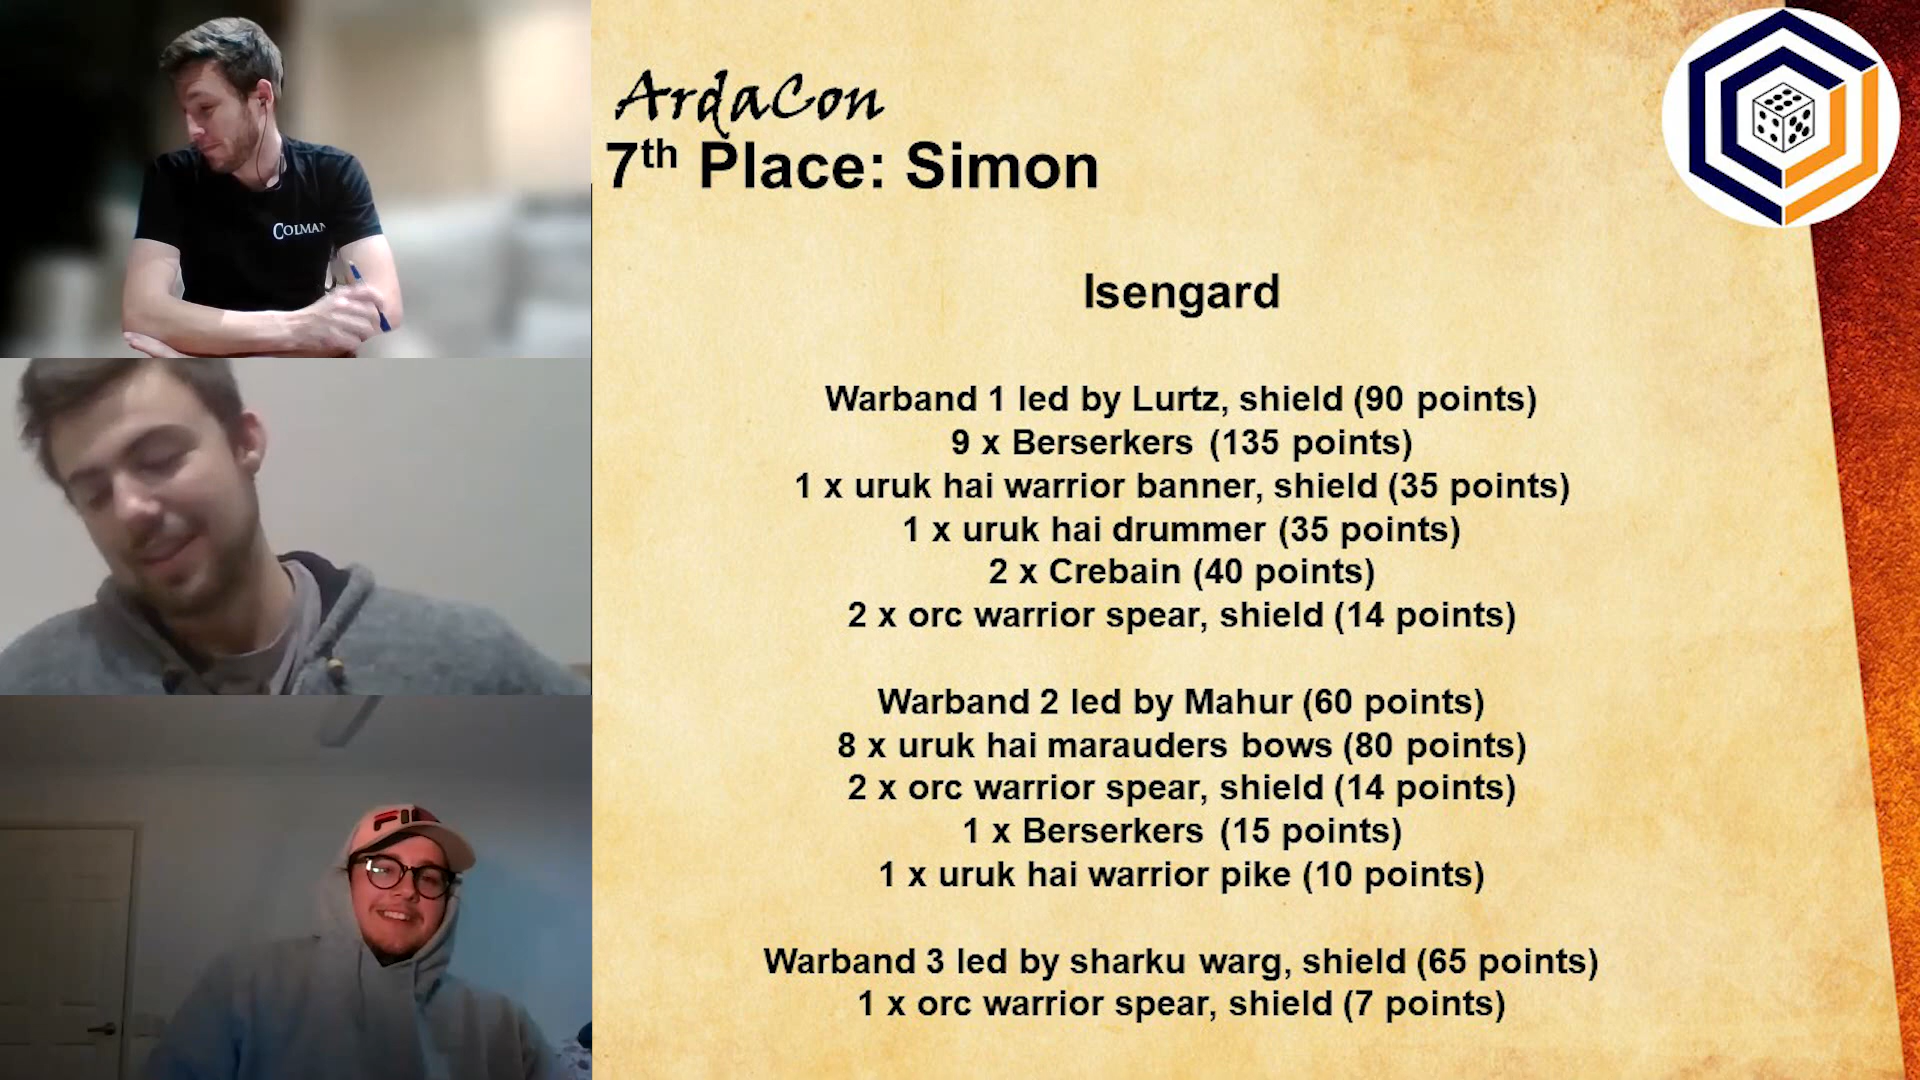 ArdaCon
7th Place: Simon
Isengard
Warband 1 led by Lurtz, shield (90 points)
9 x Berserkers (135 points)
1 x uruk hai warrior banner, shield (35 points)
1 x uruk hai drummer (35 points)
2 x Crebain (40 points)
2 x orc warrior spear, shield (14 points)
Warband 2 led by Mahur (60 points)
8 x uruk hai marauders bows (80 points)
2 x orc warrior spear, shield (14 points)
1 x Berserkers (15 points)
1 x uruk hai warrior pike (10 points)
Warband 3 led by sharku warg, shield (65 points)
1 x orc warrior spear, shield (7 points)
COLMAN